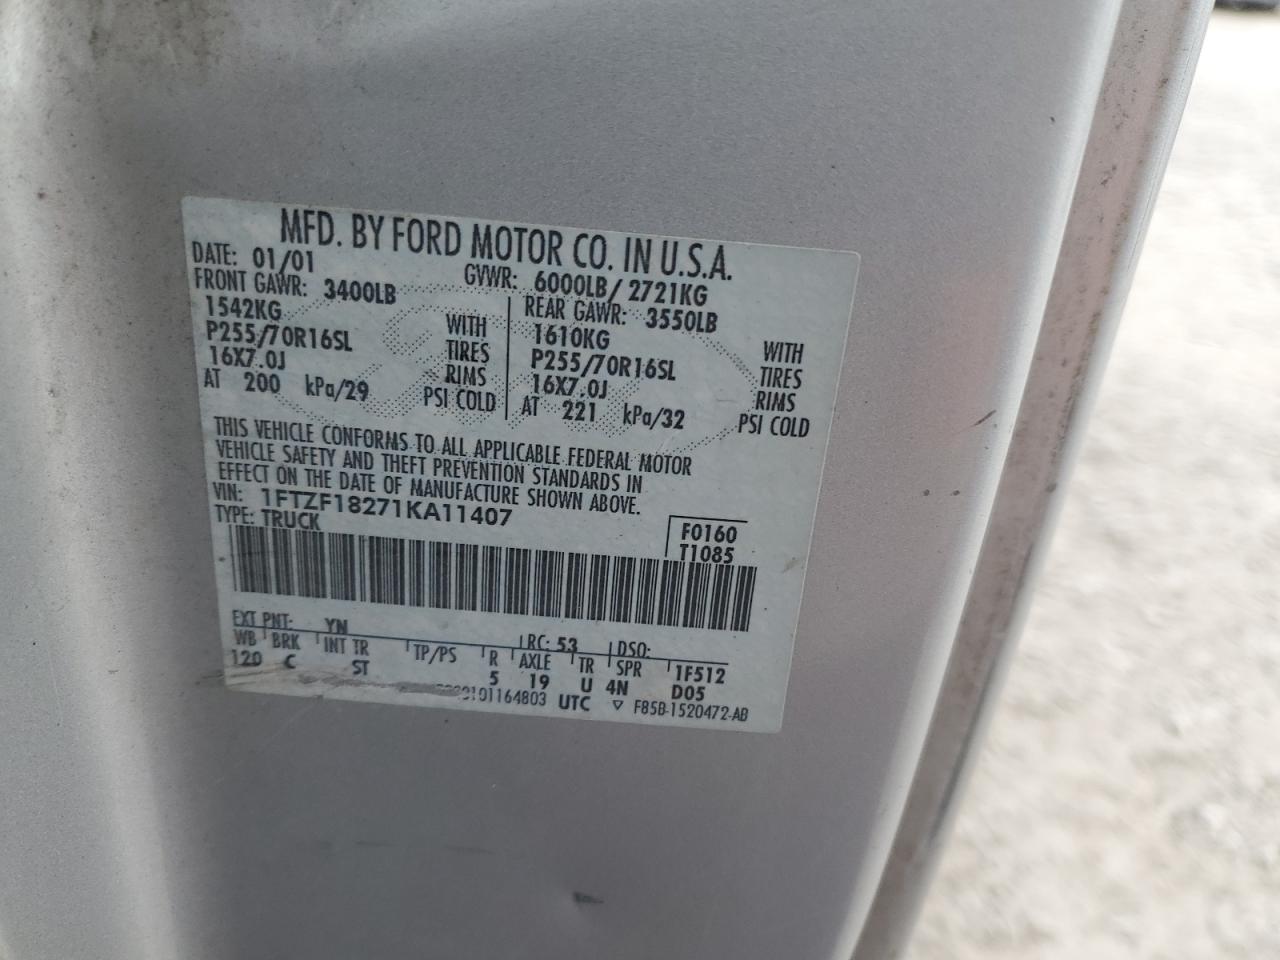 MFD. BY FORD MOTOR CO. IN U.S.A.
DATE: 01/01 GVWR: 6000LB/ 2721KG
FRONT GAWR: 3400LB REAR GAWR: 3550LB
1542KG WITH 1610KG WITH
P255/70R16SL TIRES P255/70R16SL TIRES
16X7.0J RIMS 16X7.0J RIMS
AT 200 kPa/29 PSI COLD AT 221 kPa/32 PSI COLD
THIS VEHICLE CONFORMS TO ALL APPLICABLE FEDERAL MOTOR
VEHICLE SAFETY AND THEFT PREVENTION STANDARDS IN
EFFECT ON THE DATE OF MANUFACTURE SHOWN ABOVE.
VIN: 1FTZF18271KA11407 F0160
TYPE: TRUCK T1085
EXT PNT: YN RC: 53 DSO:
WB BRK INT TR TP/PS R AXLE TR SPR 1F512
120 C ST 5 19 U 4N D05
UTC ▽ F85B-1520472-AB